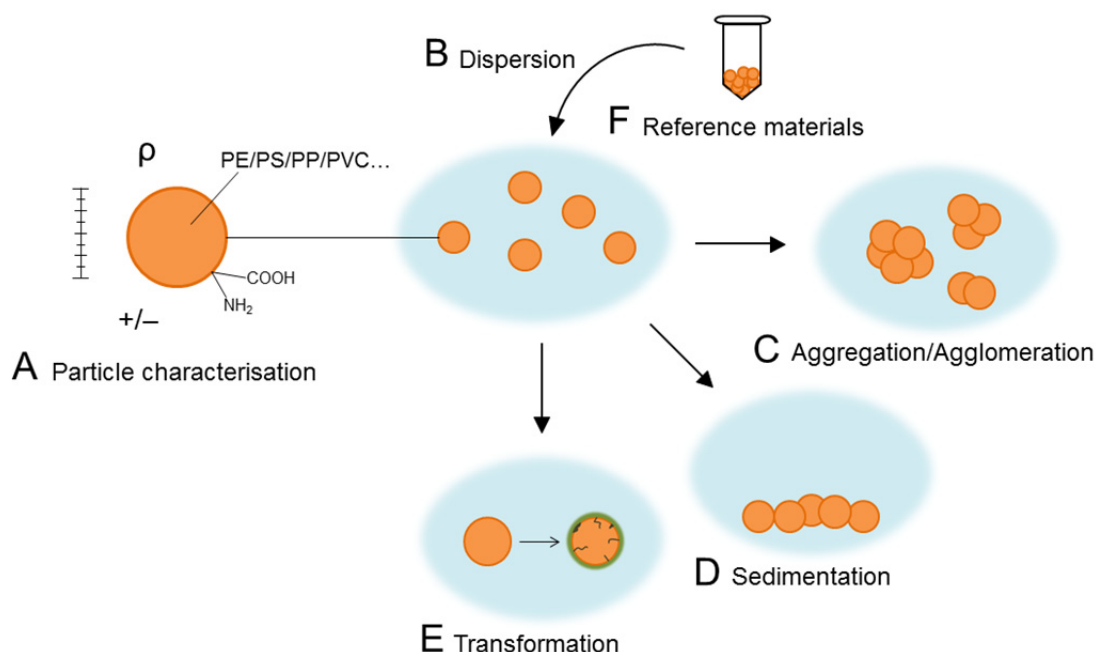 B Dispersion
F Reference materials
ρ
PE/PS/PP/PVC…
COOH
NH₂
+/–
A Particle characterisation
C Aggregation/Agglomeration
D Sedimentation
E Transformation